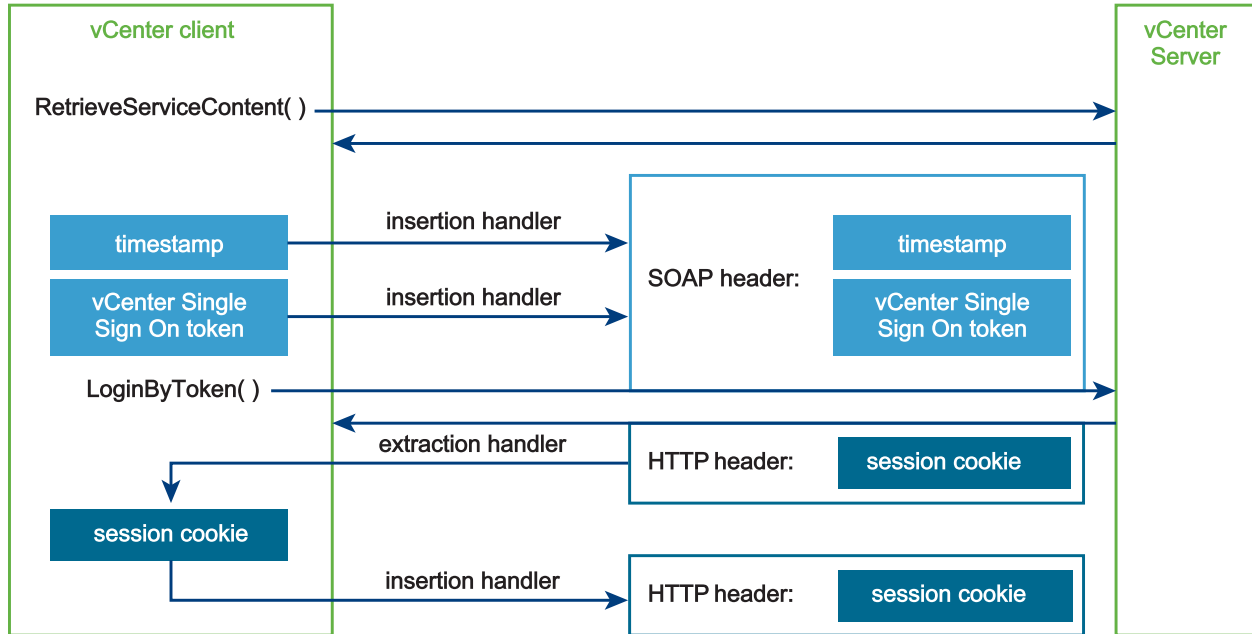 vCenter client
vCenter
Server
RetrieveServiceContent( )
insertion handler
timestamp
timestamp
SOAP header:
insertion handler
vCenter Single
Sign On token
vCenter Single
Sign On token
LoginByToken( )
extraction handler
HTTP header:
session cookie
session cookie
insertion handler
HTTP header:
session cookie